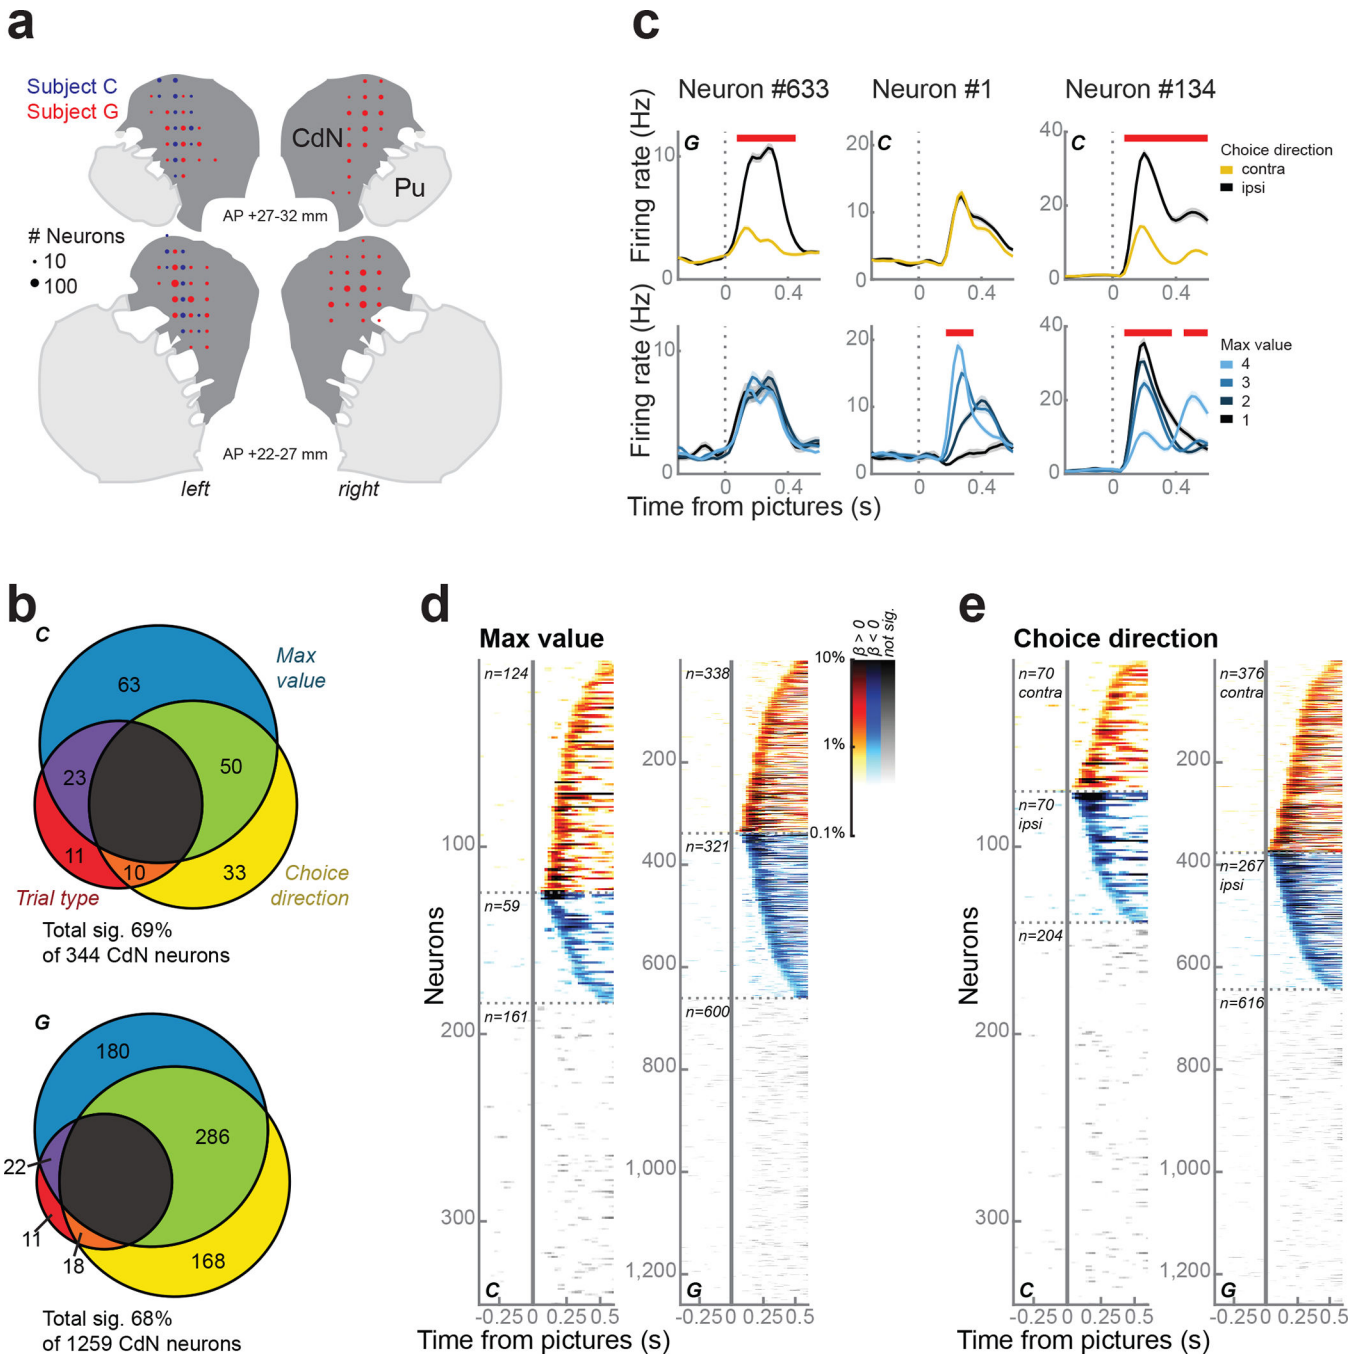 a
Subject C
Subject G
CdN
Pu
AP +27-32 mm
# Neurons
10
100
AP +22-27 mm
left
right
c
Neuron #633
Neuron #1
Neuron #134
Firing rate (Hz)
G
10
0
0
0.4
C
20
10
0
0
0.4
C
40
20
0
0
0.4
Choice direction
contra
ipsi
Firing rate (Hz)
10
0
0
0.4
20
10
0
0
0.4
40
20
0
0
0.4
Max value
4
3
2
1
Time from pictures (s)
b
C
Max
value
63
50
23
11
10
33
Trial type
Choice
direction
Total sig. 69%
of 344 CdN neurons
G
180
286
22
11
18
168
Total sig. 68%
of 1259 CdN neurons
d
Max value
n=124
n=59
n=161
100
200
300
Neurons
C
-0.25 0 0.25 0.5
n=338
n=321
n=600
200
400
600
800
1,000
1,200
G
-0.25 0 0.25 0.5
Time from pictures (s)
β > 0
β < 0
not sig.
10%
1%
0.1%
e
Choice direction
n=70
contra
n=70
ipsi
n=204
100
200
300
Neurons
C
-0.25 0 0.25 0.5
n=376
contra
n=267
ipsi
n=616
200
400
600
800
1,000
1,200
G
-0.25 0 0.25 0.5
Time from pictures (s)